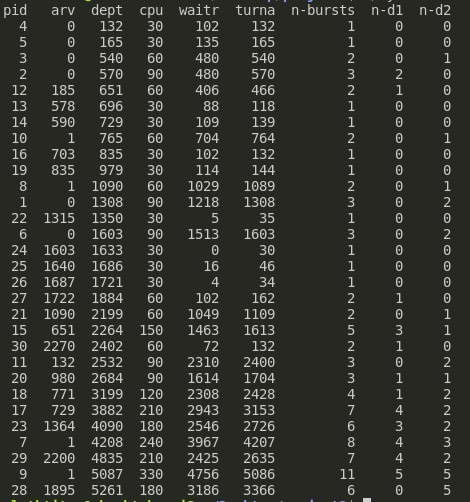 pid arv dept cpu waitr turna n-bursts n-d1 n-d2
4 0 132 30 102 132 1 0 0
5 0 165 30 135 165 1 0 0
3 0 540 60 480 540 2 0 1
2 0 570 90 480 570 3 2 0
12 185 651 60 406 466 2 1 0
13 578 696 30 88 118 1 0 0
14 590 729 30 109 139 1 0 0
10 1 765 60 704 764 2 0 1
16 703 835 30 102 132 1 0 0
19 835 979 30 114 144 1 0 0
8 1 1090 60 1029 1089 2 0 1
1 0 1308 90 1218 1308 3 0 2
22 1315 1350 30 5 35 1 0 0
6 0 1603 90 1513 1603 3 0 2
24 1603 1633 30 0 30 1 0 0
25 1640 1686 30 16 46 1 0 0
26 1687 1721 30 4 34 1 0 0
27 1722 1884 60 102 162 2 1 0
21 1090 2199 60 1049 1109 2 0 1
15 651 2264 150 1463 1613 5 3 1
30 2270 2402 60 72 132 2 1 0
11 132 2532 90 2310 2400 3 0 2
20 980 2684 90 1614 1704 3 1 1
18 771 3199 120 2308 2428 4 1 2
17 729 3882 210 2943 3153 7 4 2
23 1364 4090 180 2546 2726 6 3 2
7 1 4208 240 3967 4207 8 4 3
29 2200 4835 210 2425 2635 7 4 2
9 1 5087 330 4756 5086 11 5 5
28 1895 5261 180 3186 3366 6 0 5